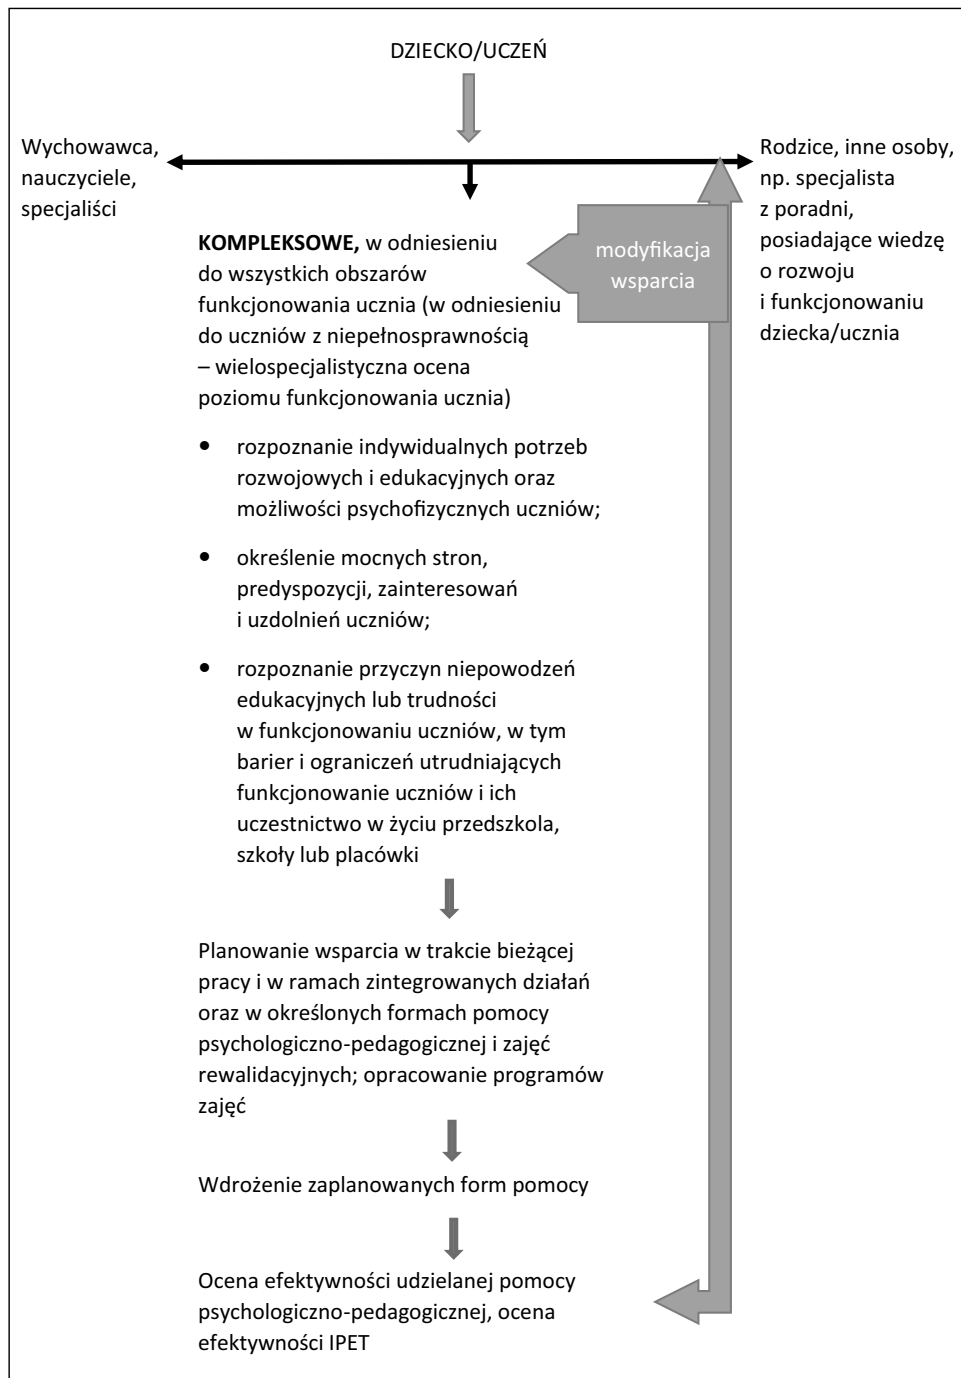 DZIECKO/UCZEŃ
Wychowawca,
nauczyciele,
specjaliści
Rodzice, inne osoby,
np. specjalista
z poradni,
posiadające wiedzę
o rozwoju
i funkcjonowaniu
dziecka/ucznia
modyfikacja
wsparcia
KOMPLEKSOWE, w odniesieniu
do wszystkich obszarów
funkcjonowania ucznia (w odniesieniu
do uczniów z niepełnosprawnością
– wielospecjalistyczna ocena
poziomu funkcjonowania ucznia)
• rozpoznanie indywidualnych potrzeb
rozwojowych i edukacyjnych oraz
możliwości psychofizycznych uczniów;
• określenie mocnych stron,
predyspozycji, zainteresowań
i uzdolnień uczniów;
• rozpoznanie przyczyn niepowodzeń
edukacyjnych lub trudności
w funkcjonowaniu uczniów, w tym
barier i ograniczeń utrudniających
funkcjonowanie uczniów i ich
uczestnictwo w życiu przedszkola,
szkoły lub placówki
Planowanie wsparcia w trakcie bieżącej
pracy i w ramach zintegrowanych działań
oraz w określonych formach pomocy
psychologiczno-pedagogicznej i zajęć
rewalidacyjnych; opracowanie programów
zajęć
Wdrożenie zaplanowanych form pomocy
Ocena efektywności udzielanej pomocy
psychologiczno-pedagogicznej, ocena
efektywności IPET